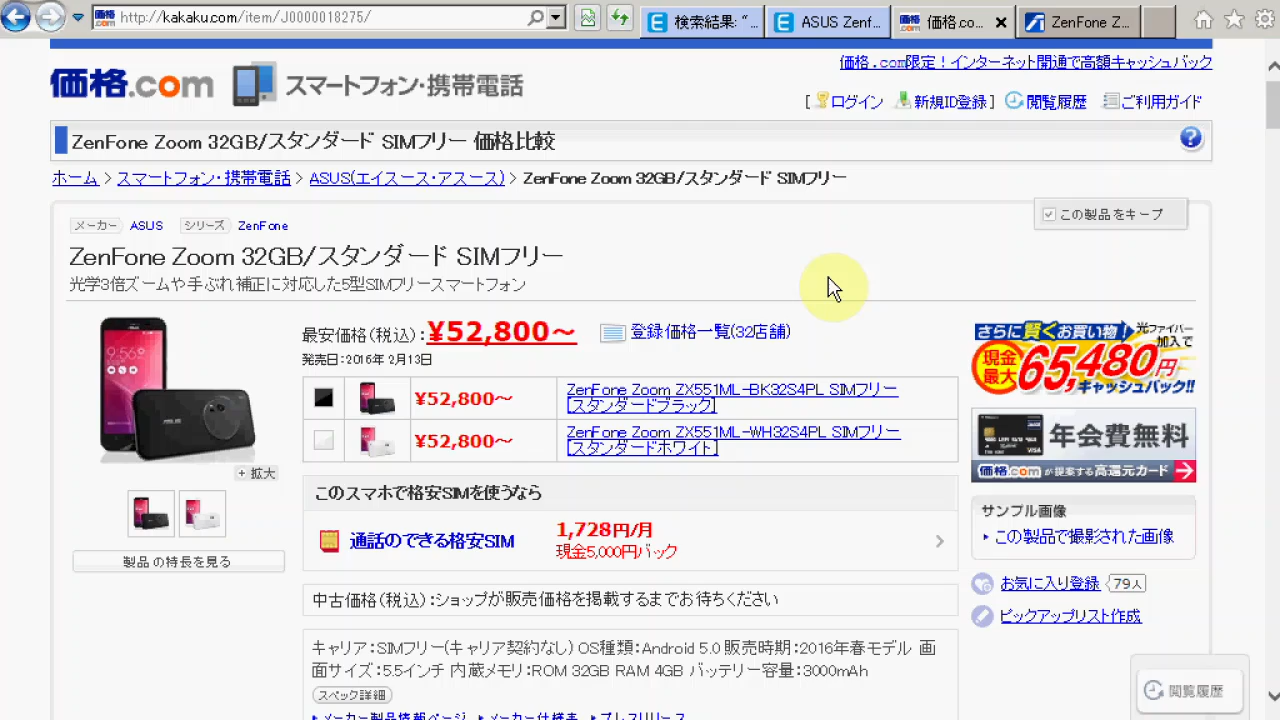 http://kakaku.com/item/J0000018275/
検索結果: “...
ASUS Zenf...
価格.co...
ZenFone Z...
価格.com限定！インターネット開通で高額キャッシュバック
価格.com スマートフォン・携帯電話
[ ログイン 新規ID登録 ] 閲覧履歴 ご利用ガイド
ZenFone Zoom 32GB/スタンダード SIMフリー 価格比較
ホーム > スマートフォン・携帯電話 > ASUS(エイスース・アスース) > ZenFone Zoom 32GB/スタンダード SIMフリー
この製品をキープ
メーカー ASUS シリーズ ZenFone
ZenFone Zoom 32GB/スタンダード SIMフリー
光学3倍ズームや手ぶれ補正に対応した5型SIMフリースマートフォン
最安価格(税込)：¥52,800～ 登録価格一覧(32店舗)
発売日：2016年 2月13日
¥52,800～ ZenFone Zoom ZX551ML-BK32S4PL SIMフリー
[スタンダードブラック]
¥52,800～ ZenFone Zoom ZX551ML-WH32S4PL SIMフリー
[スタンダードホワイト]
+ 拡大
製品の特長を見る
このスマホで格安SIMを使うなら
通話のできる格安SIM
1,728円/月
現金5,000円バック
中古価格(税込)：ショップが販売価格を掲載するまでお待ちください
キャリア：SIMフリー(キャリア契約なし) OS種類：Android 5.0 販売時期：2016年春モデル 画
面サイズ：5.5インチ 内蔵メモリ：ROM 32GB RAM 4GB バッテリー容量：3000mAh
スペック詳細
メーカー製品情報ページ メーカー仕様表 プレスリリース
さらに賢くお買い物！ 光ファイバー加入で
現金最大 65,480円
キャッシュバック!!
年会費無料
価格.comが提案する高還元カード
サンプル画像
この製品で撮影された画像
お気に入り登録 79人
ピックアップリスト作成
閲覧履歴